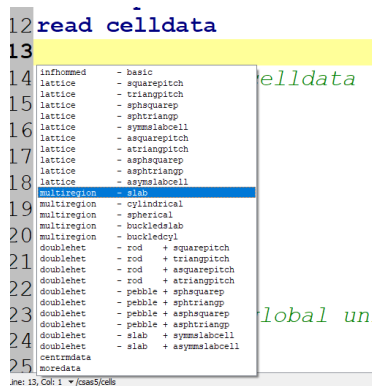 12 read celldata
13
14 elldata
infhommed - basic
lattice - squarepitch
lattice - triangpitch
lattice - sphsquarep
lattice - sphtriangp
lattice - symmslabcell
lattice - asquarepitch
lattice - atriangpitch
lattice - asphsquarep
lattice - asphtriangp
lattice - asymslabcell
multiregion - slab
multiregion - cylindrical
multiregion - spherical
multiregion - buckledslab
multiregion - buckledcyl
doublehet - rod + squarepitch
doublehet - rod + triangpitch
doublehet - rod + asquarepitch
doublehet - rod + atriangpitch
doublehet - pebble + sphsquarep
doublehet - pebble + sphtriangp
doublehet - pebble + asphsquarep
doublehet - pebble + asphtriangp
doublehet - slab + symmslabcell
doublehet - slab + asymmslabcell
centrmdata
moredata
15
16
17
18
19
20
21
22
23 lobal un
24
25
ine: 13, Col: 1 ▾ /csas5/cells